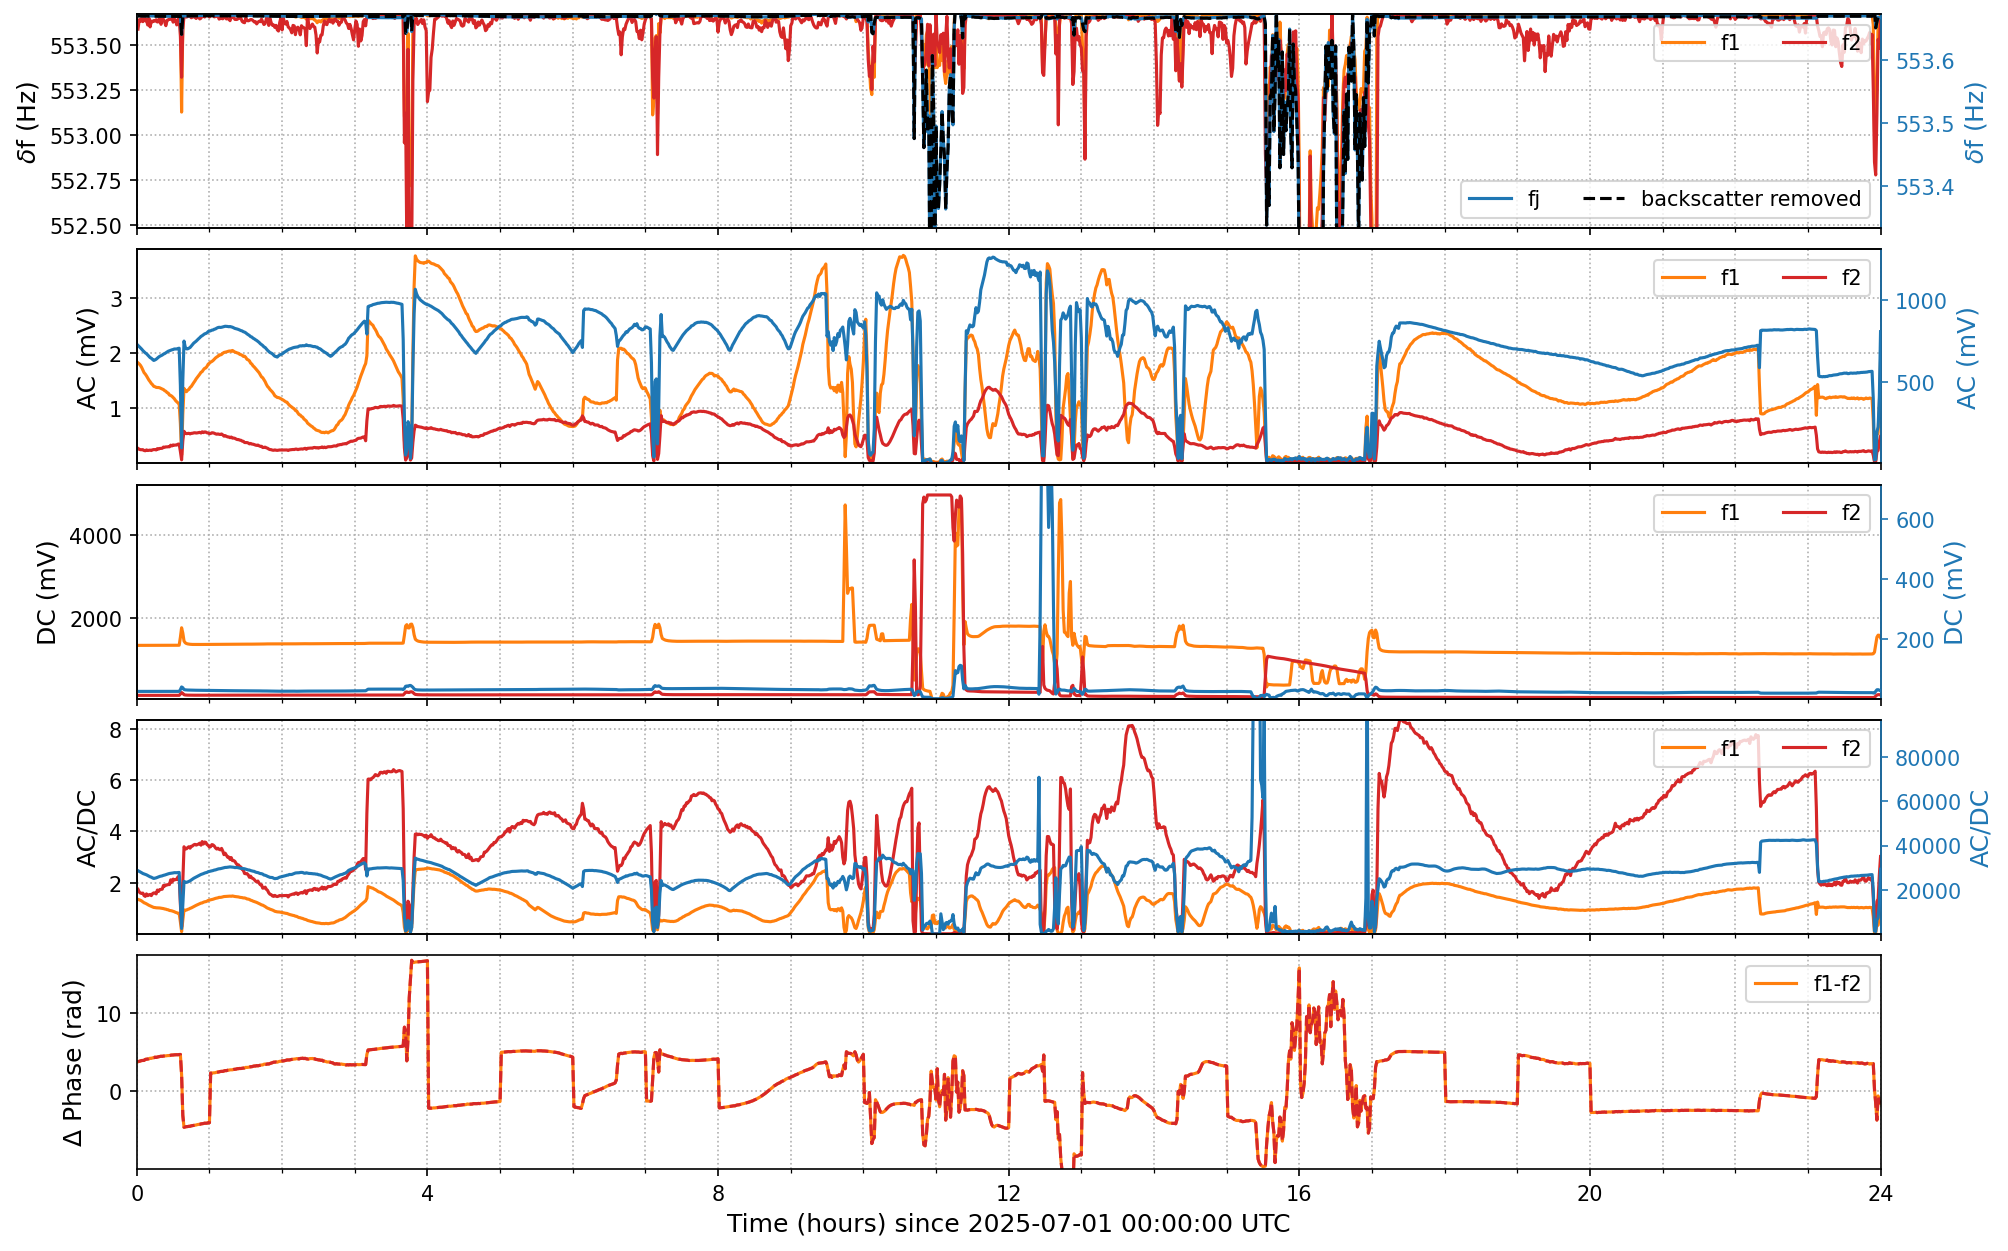 553.50
553.25
553.00
552.75
552.50
δf (Hz)
f1 f2
fj backscatter removed
553.6
553.5
553.4
δf (Hz)
3
2
1
AC (mV)
f1 f2
1000
500
AC (mV)
4000
2000
DC (mV)
f1 f2
600
400
200
DC (mV)
8
6
4
2
AC/DC
f1 f2
80000
60000
40000
20000
AC/DC
10
0
Δ Phase (rad)
f1-f2
0 4 8 12 16 20 24
Time (hours) since 2025-07-01 00:00:00 UTC